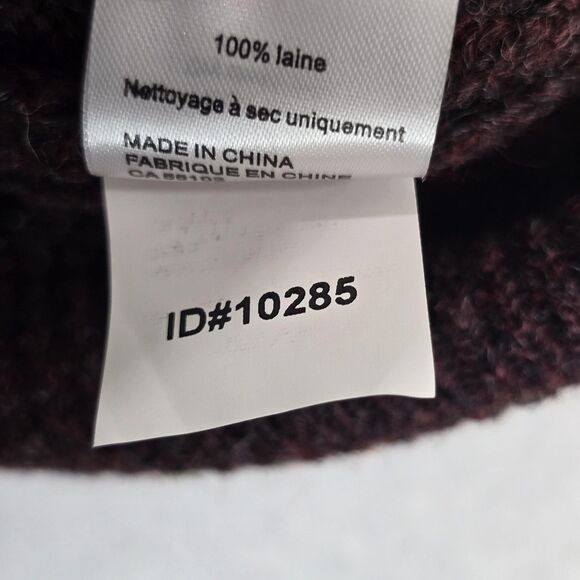 100% laine
Nettoyage à sec uniquement
MADE IN CHINA
FABRIQUE EN CHINE
ID#10285